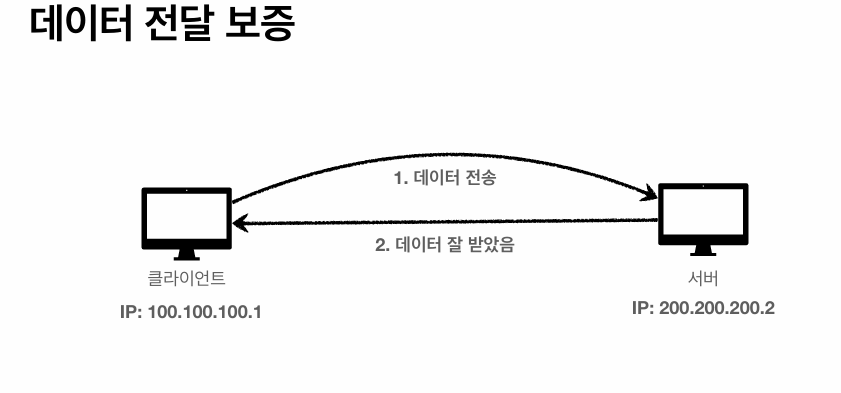 데이터 전달 보증
1. 데이터 전송
2. 데이터 잘 받았음
클라이언트
서버
IP: 100.100.100.1
IP: 200.200.200.2